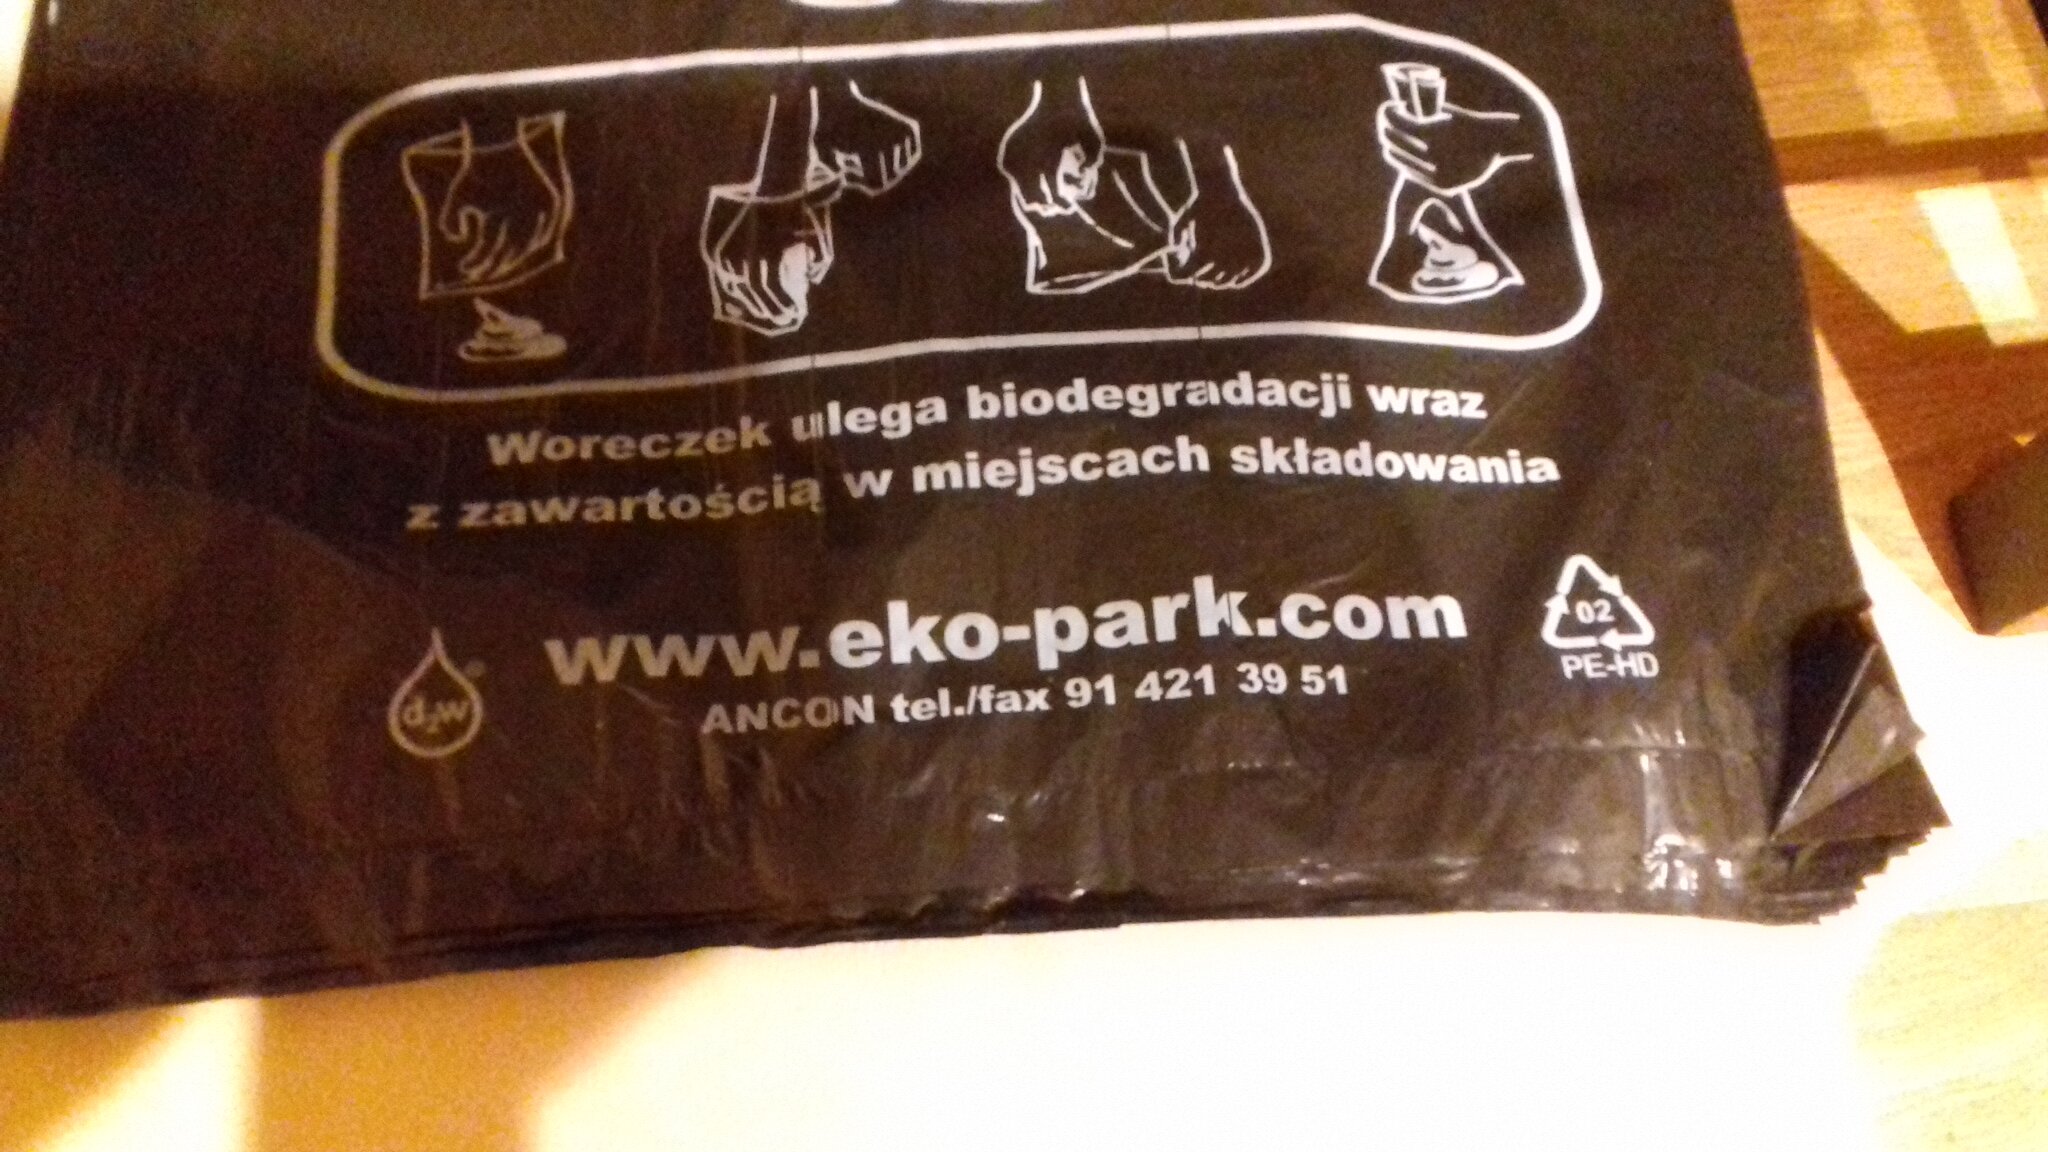 Woreczek ulega biodegradacji wraz
z zawartością w miejscach składowania
www.eko-park.com
ANCON tel./fax 91 421 39 51
d2w
®
02
PE-HD